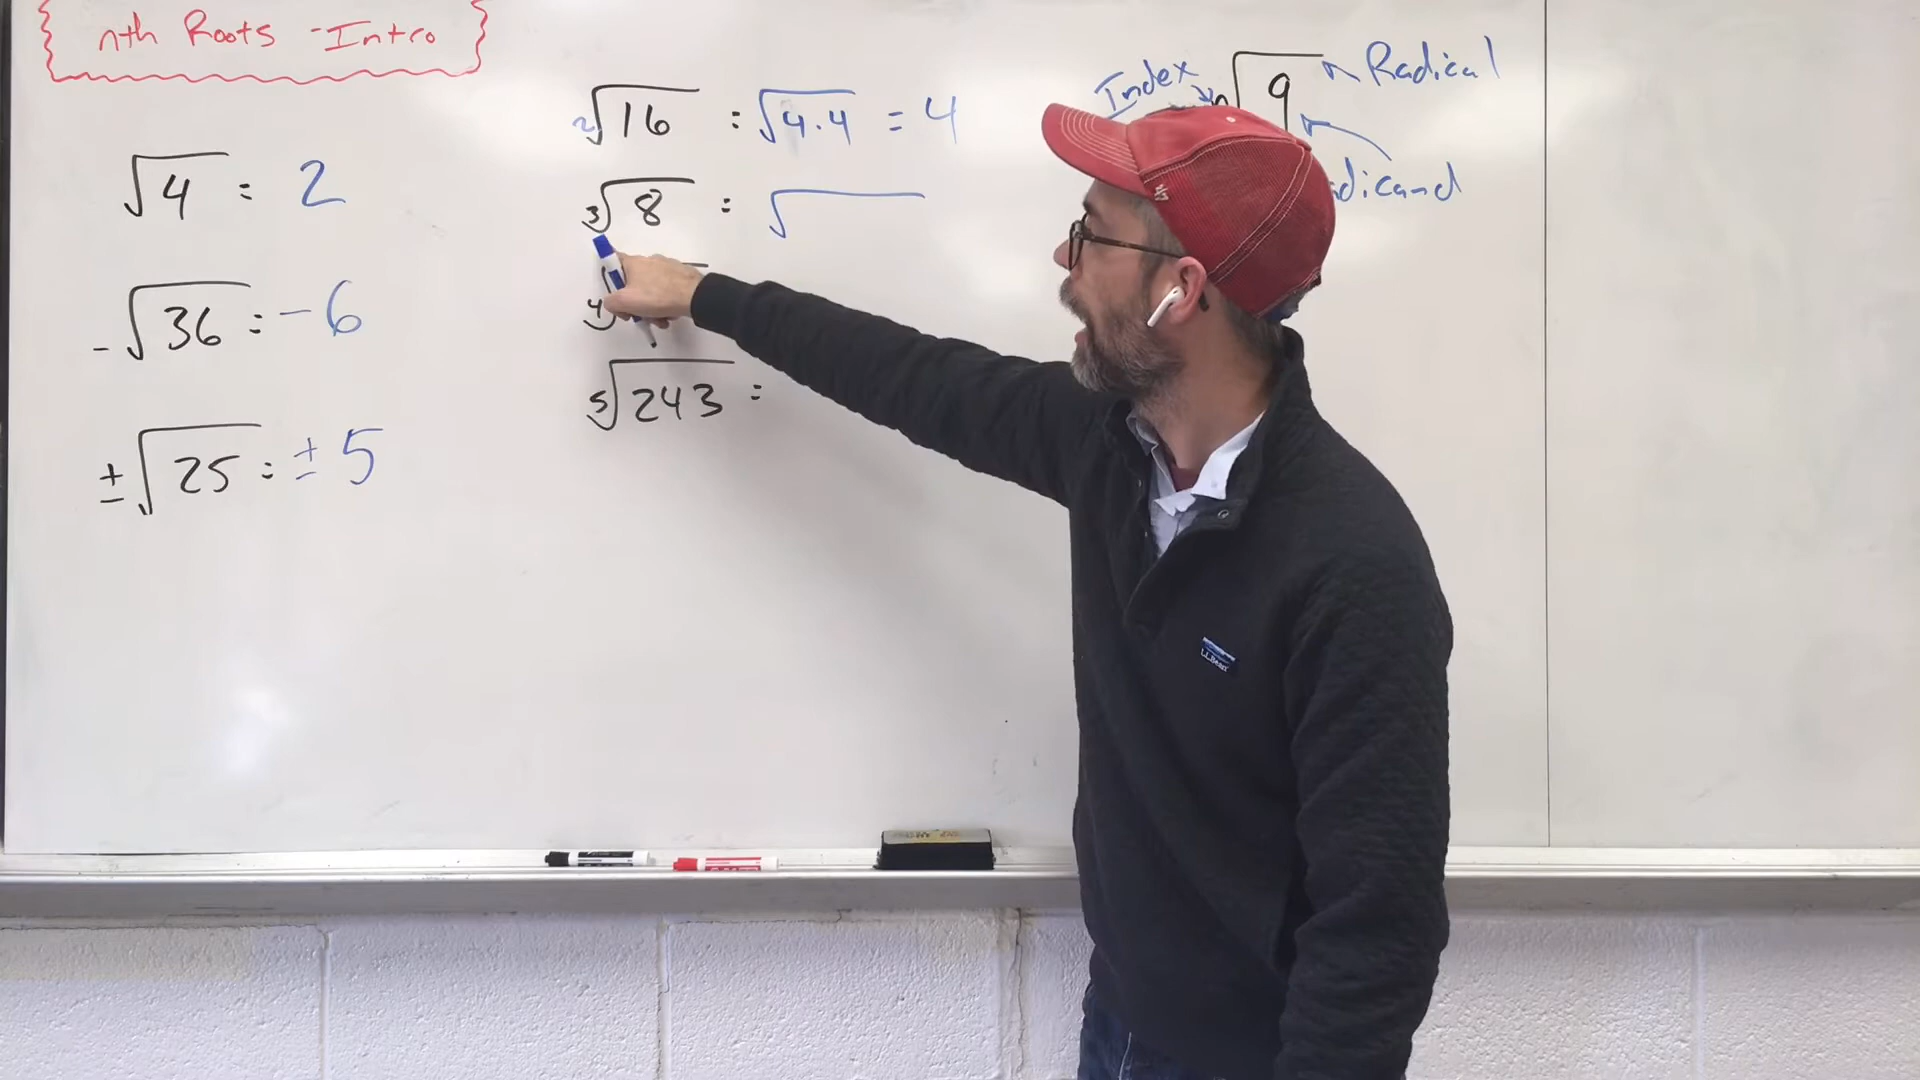 nth Roots - Intro
√4 = 2
-√36 = -6
±√25 = ±5
²√16 = √4·4 = 4
³√8 = √
4√
⁵√243 =
Index
√9
Radical
L.L.Bean